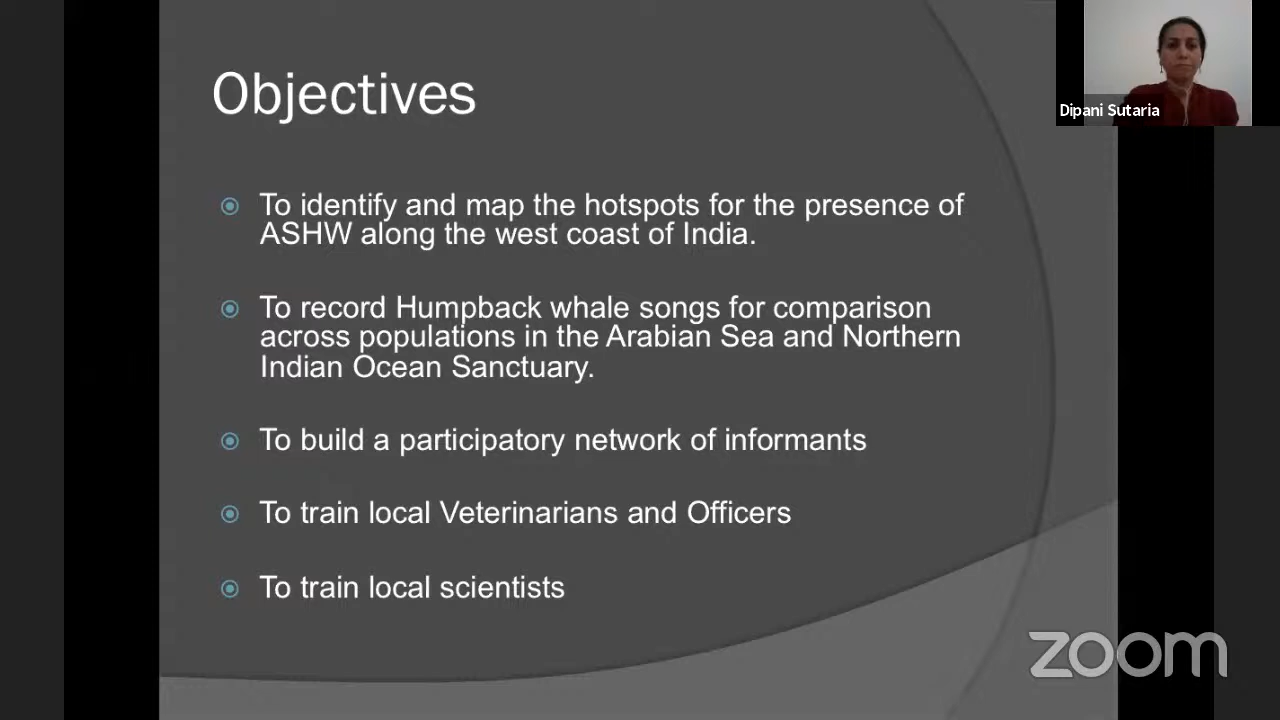 Objectives
To identify and map the hotspots for the presence of
ASHW along the west coast of India.
To record Humpback whale songs for comparison
across populations in the Arabian Sea and Northern
Indian Ocean Sanctuary.
To build a participatory network of informants
To train local Veterinarians and Officers
To train local scientists
Dipani Sutaria
zoom